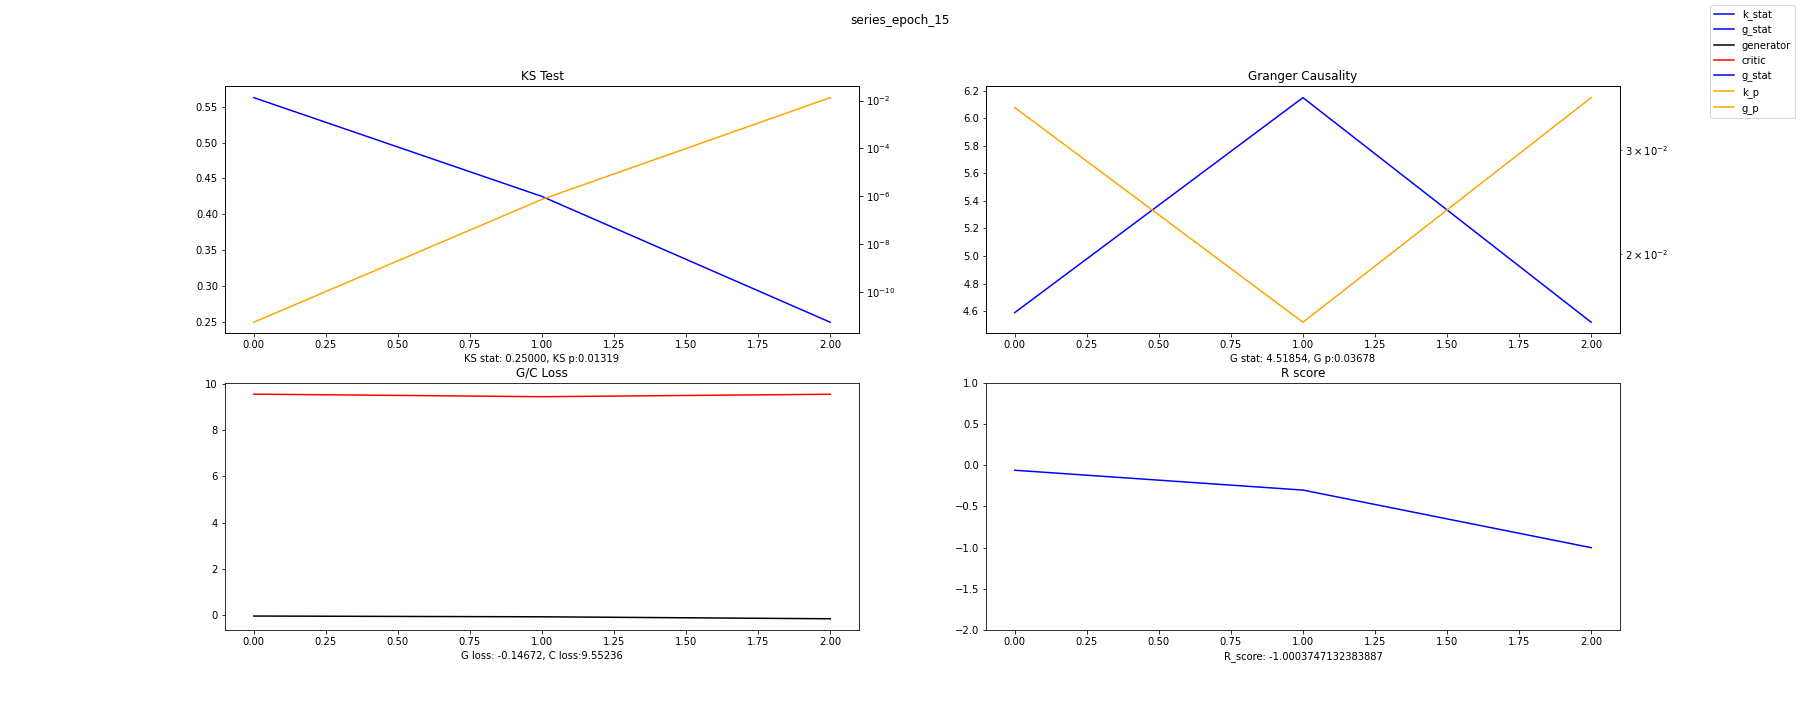 series_epoch_15
k_stat
g_stat
generator
critic
g_stat
k_p
g_p
KS Test
0.55
0.50
0.45
0.40
0.35
0.30
0.25
10⁻²
10⁻⁴
10⁻⁶
10⁻⁸
10⁻¹⁰
0.00 0.25 0.50 0.75 1.00 1.25 1.50 1.75 2.00
KS stat: 0.25000, KS p:0.01319
Granger Causality
6.2
6.0
5.8
5.6
5.4
5.2
5.0
4.8
4.6
3 × 10⁻²
2 × 10⁻²
0.00 0.25 0.50 0.75 1.00 1.25 1.50 1.75 2.00
G stat: 4.51854, G p:0.03678
G/C Loss
10
8
6
4
2
0
0.00 0.25 0.50 0.75 1.00 1.25 1.50 1.75 2.00
G loss: -0.14672, C loss:9.55236
R score
1.0
0.5
0.0
−0.5
−1.0
−1.5
−2.0
0.00 0.25 0.50 0.75 1.00 1.25 1.50 1.75 2.00
R_score: -1.0003747132383887